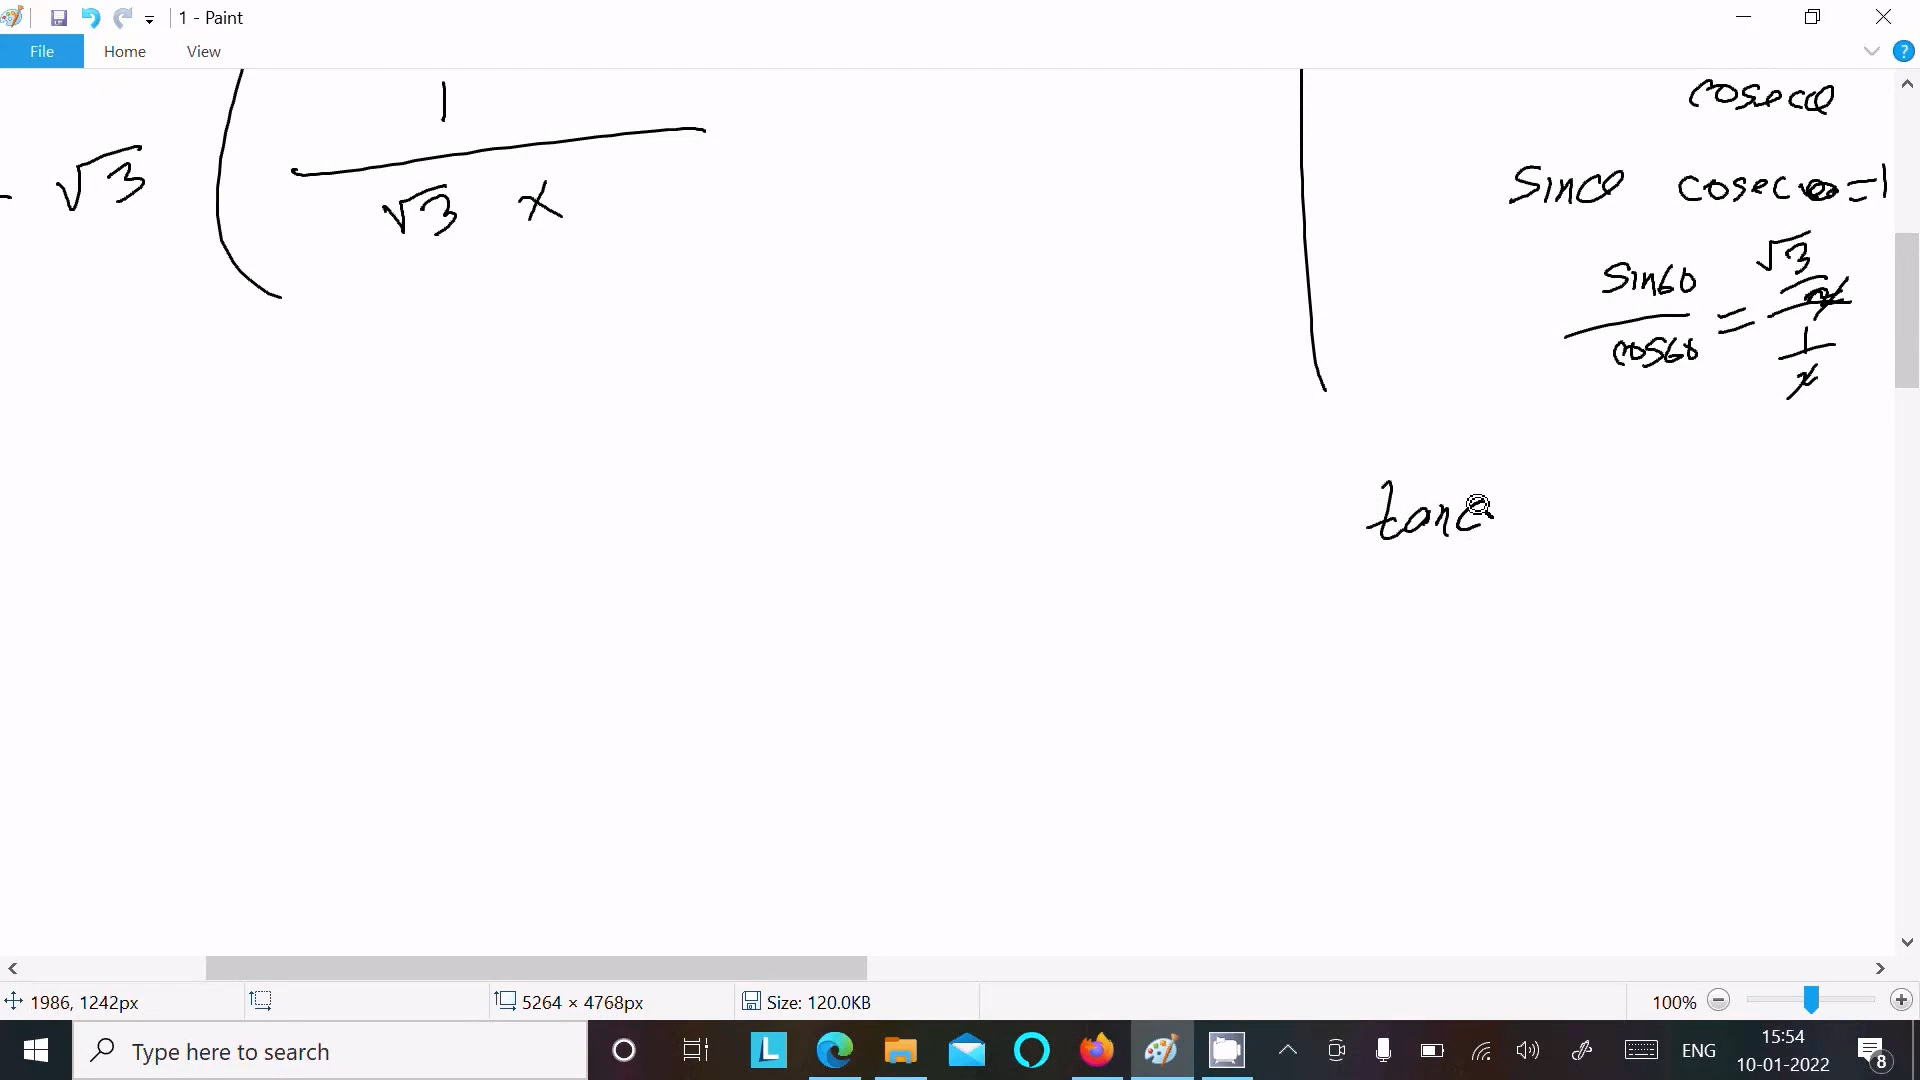 1 - Paint
File Home View
1
- √3 ( √3 x
cosecθ
sinθ cosecθ=1
sin60/cos60 = √3/2 / 1/2
tanθ
1986, 1242px
5264 × 4768px
Size: 120.0KB
100%
Type here to search
L
ENG
15:54
10-01-2022
8